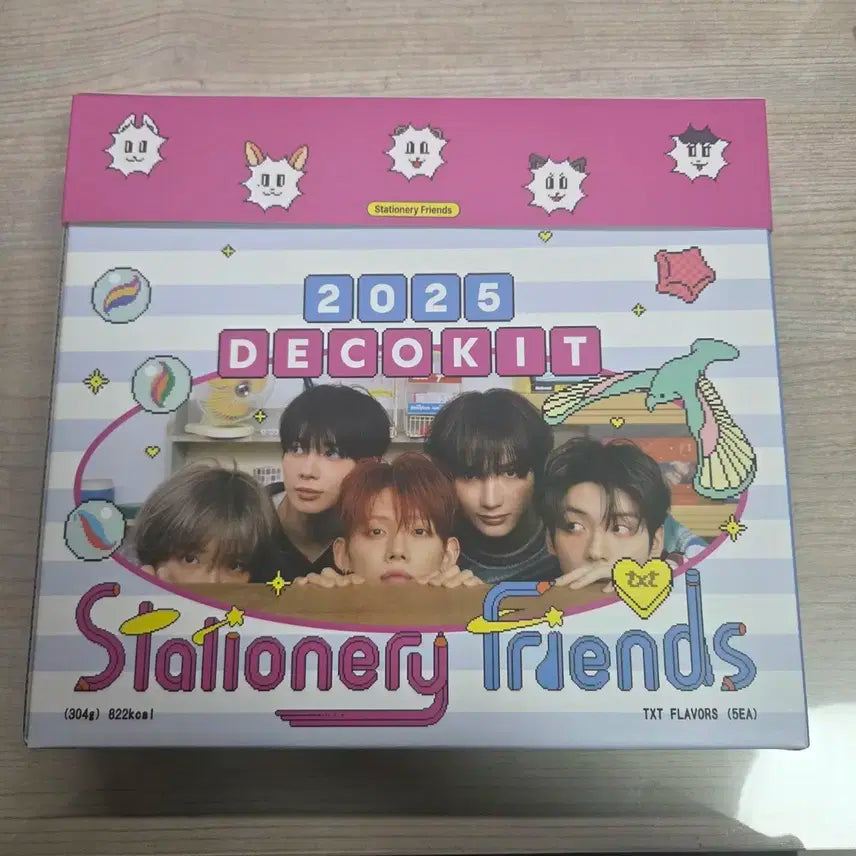 Stationery Friends
2025
DECOKIT
txt
Stationery Friends
(304g) 822kcal
TXT FLAVORS (5EA)